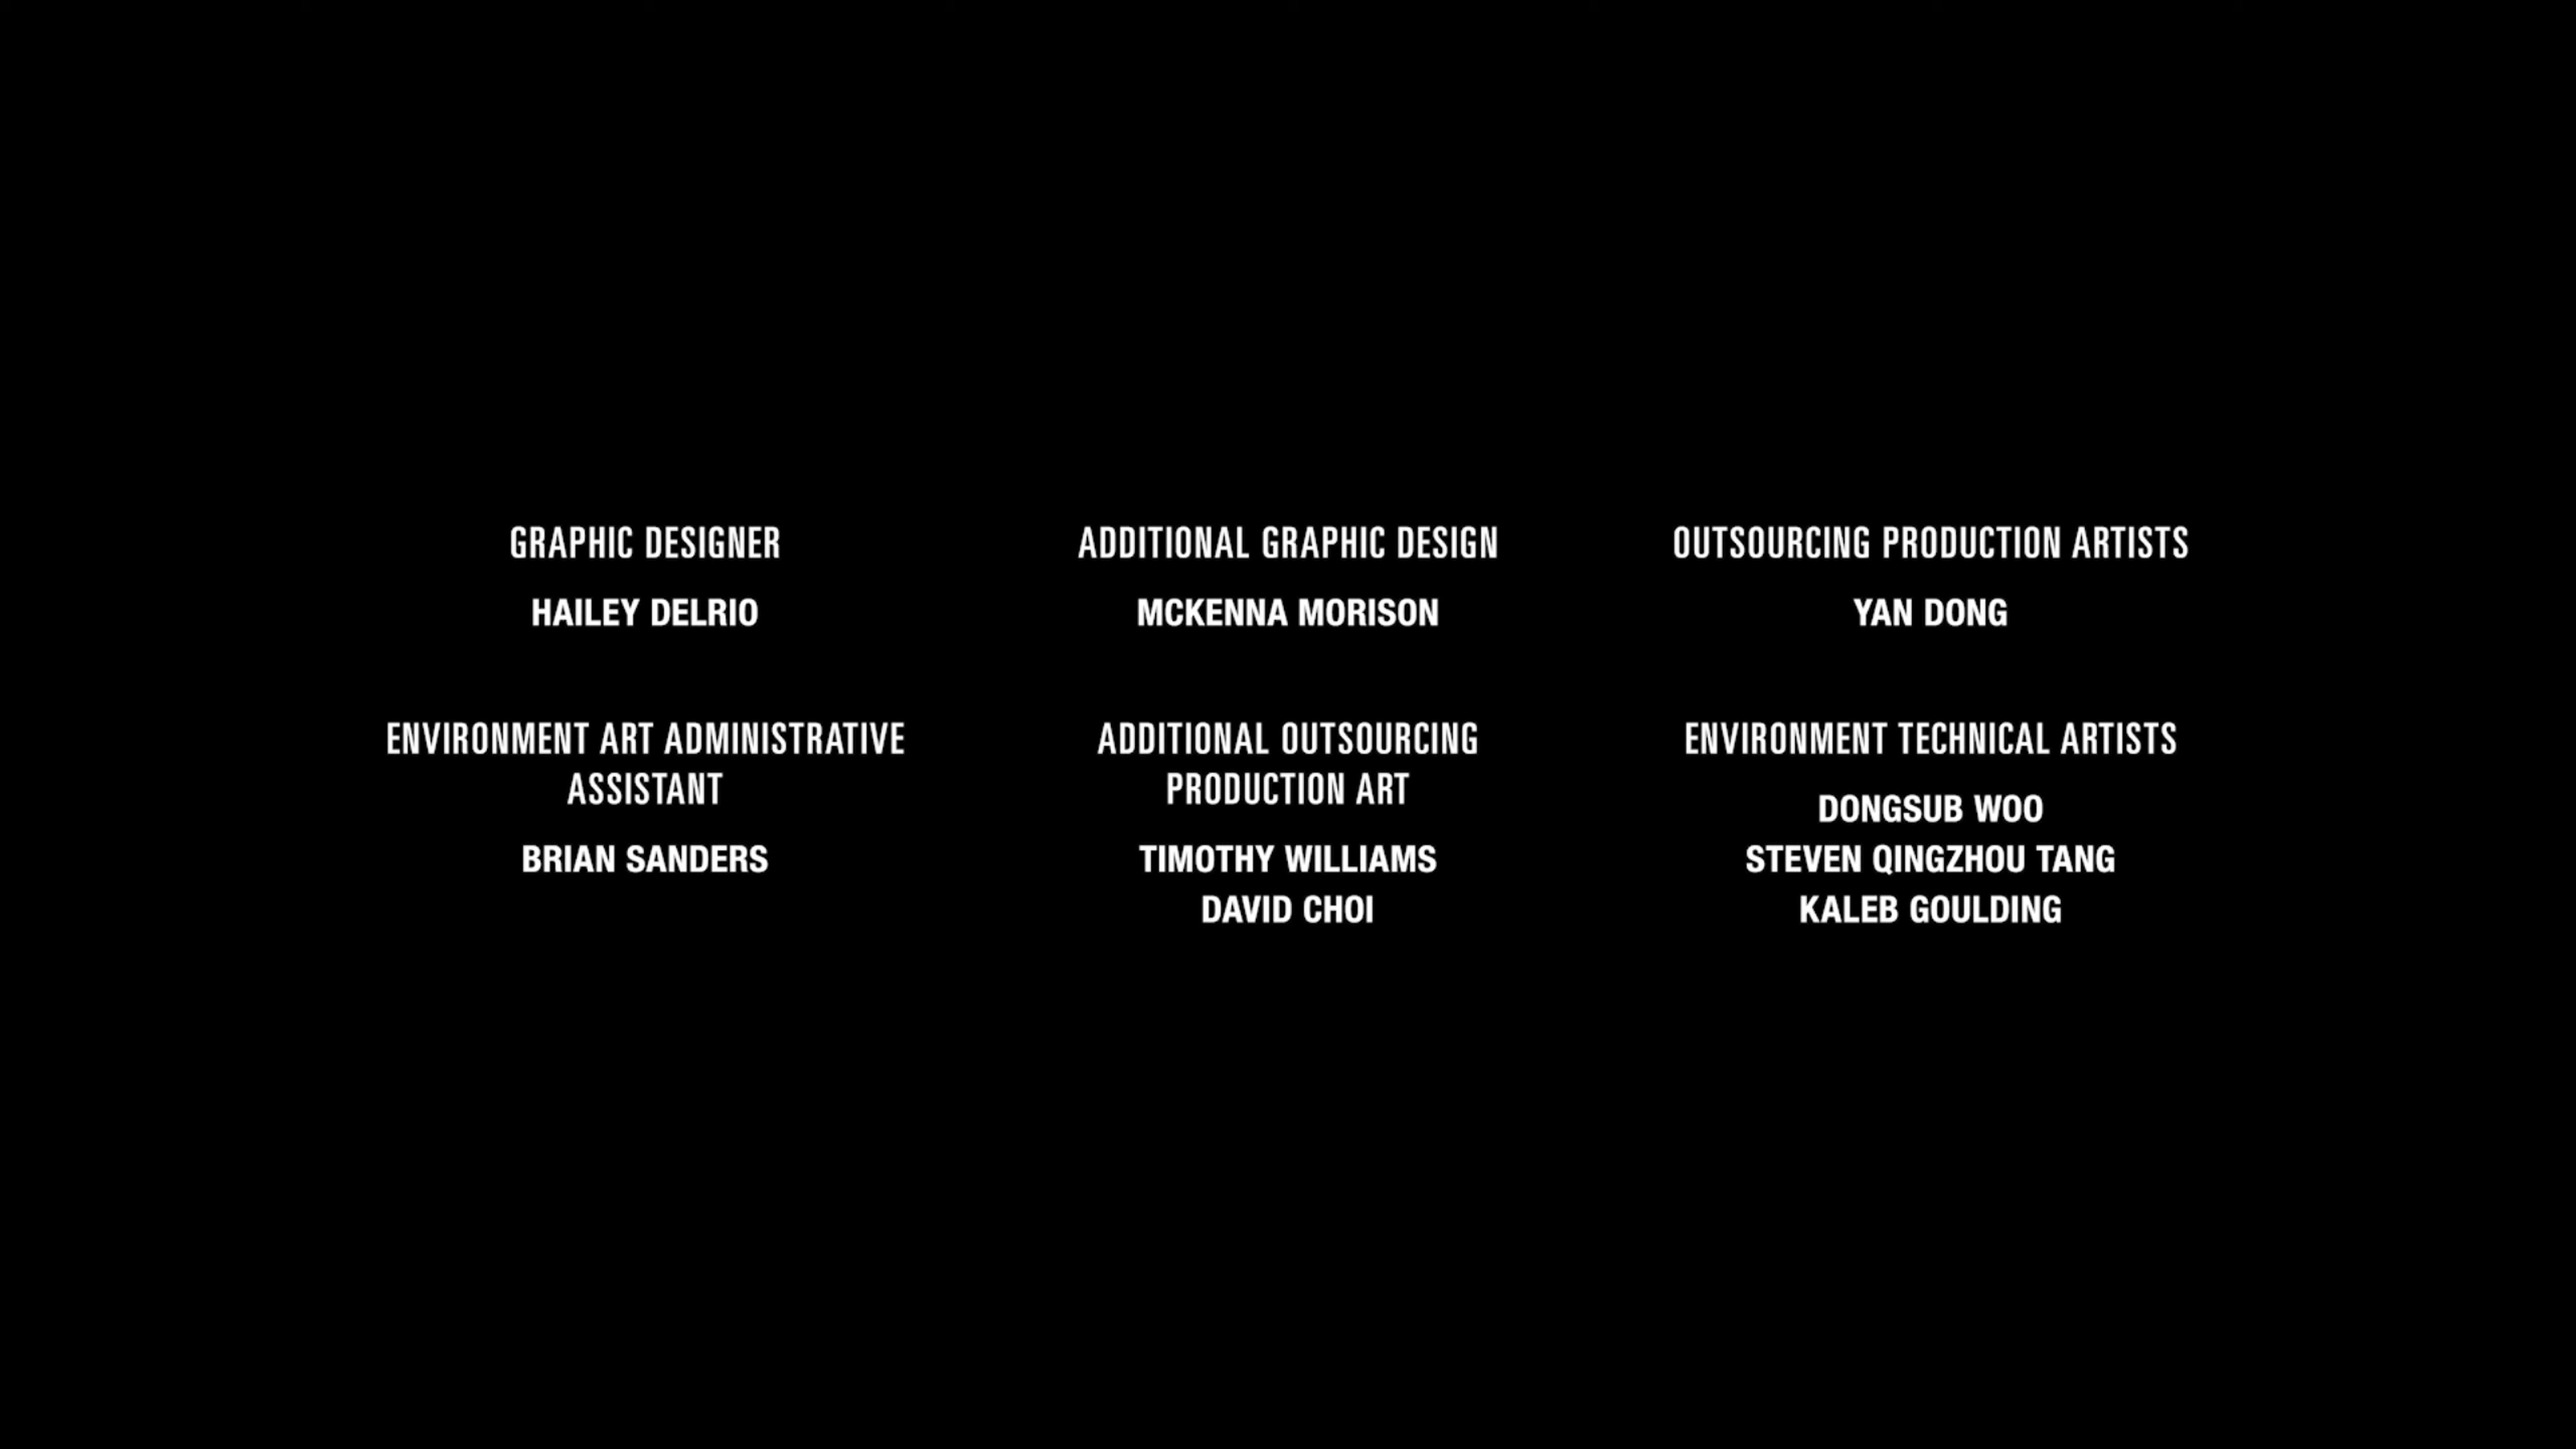 GRAPHIC DESIGNER
HAILEY DELRIO
ADDITIONAL GRAPHIC DESIGN
MCKENNA MORISON
OUTSOURCING PRODUCTION ARTISTS
YAN DONG
ENVIRONMENT ART ADMINISTRATIVE
ASSISTANT
BRIAN SANDERS
ADDITIONAL OUTSOURCING
PRODUCTION ART
TIMOTHY WILLIAMS
DAVID CHOI
ENVIRONMENT TECHNICAL ARTISTS
DONGSUB WOO
STEVEN QINGZHOU TANG
KALEB GOULDING